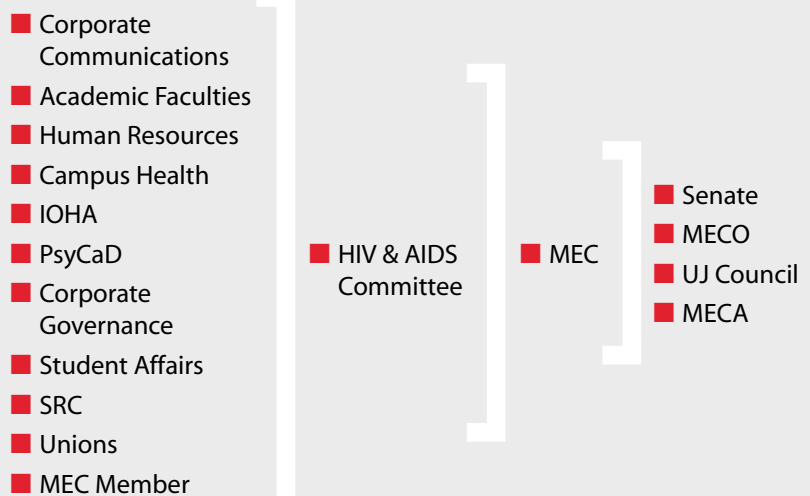 Corporate
Communications
Academic Faculties
Human Resources
Campus Health
IOHA
PsyCaD
Corporate
Governance
Student Affairs
SRC
Unions
MEC Member
HIV & AIDS
Committee
MEC
Senate
MECO
UJ Council
MECA